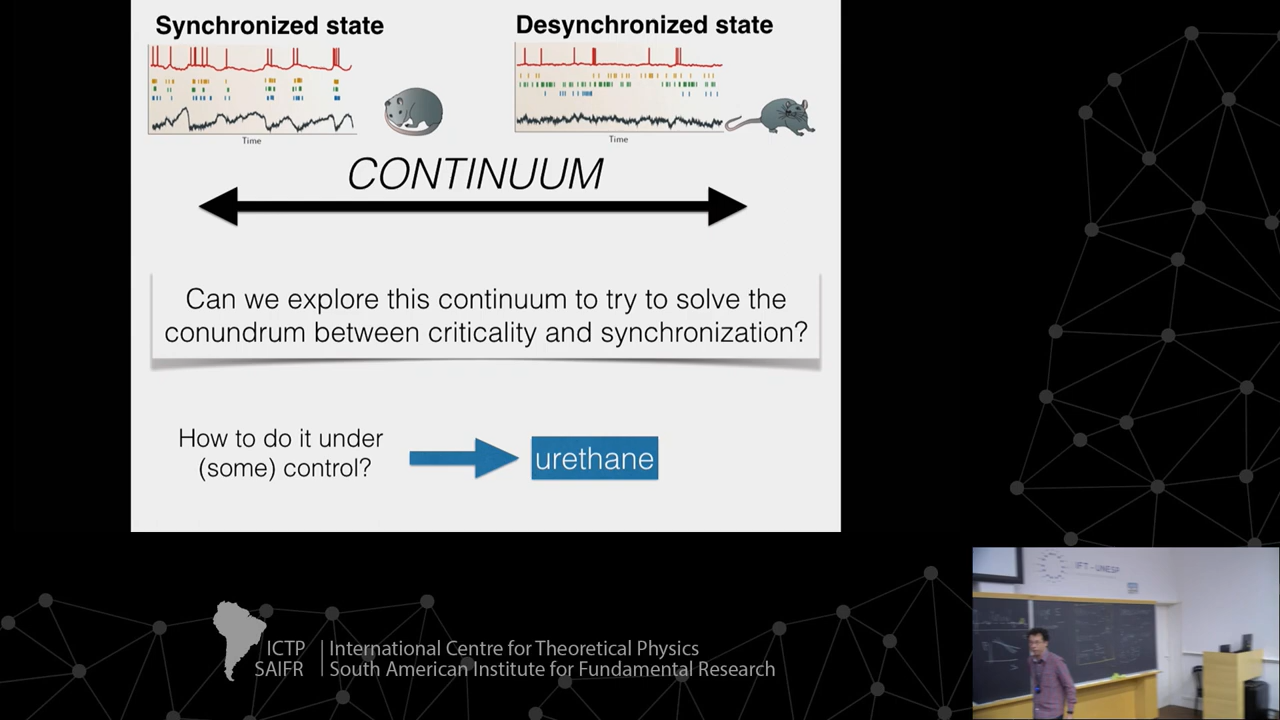 Synchronized state
Desynchronized state
Time
Time
CONTINUUM
Can we explore this continuum to try to solve the
conundrum between criticality and synchronization?
How to do it under
(some) control?
urethane
IFT - UNESP
ICTP
SAIFR
International Centre for Theoretical Physics
South American Institute for Fundamental Research